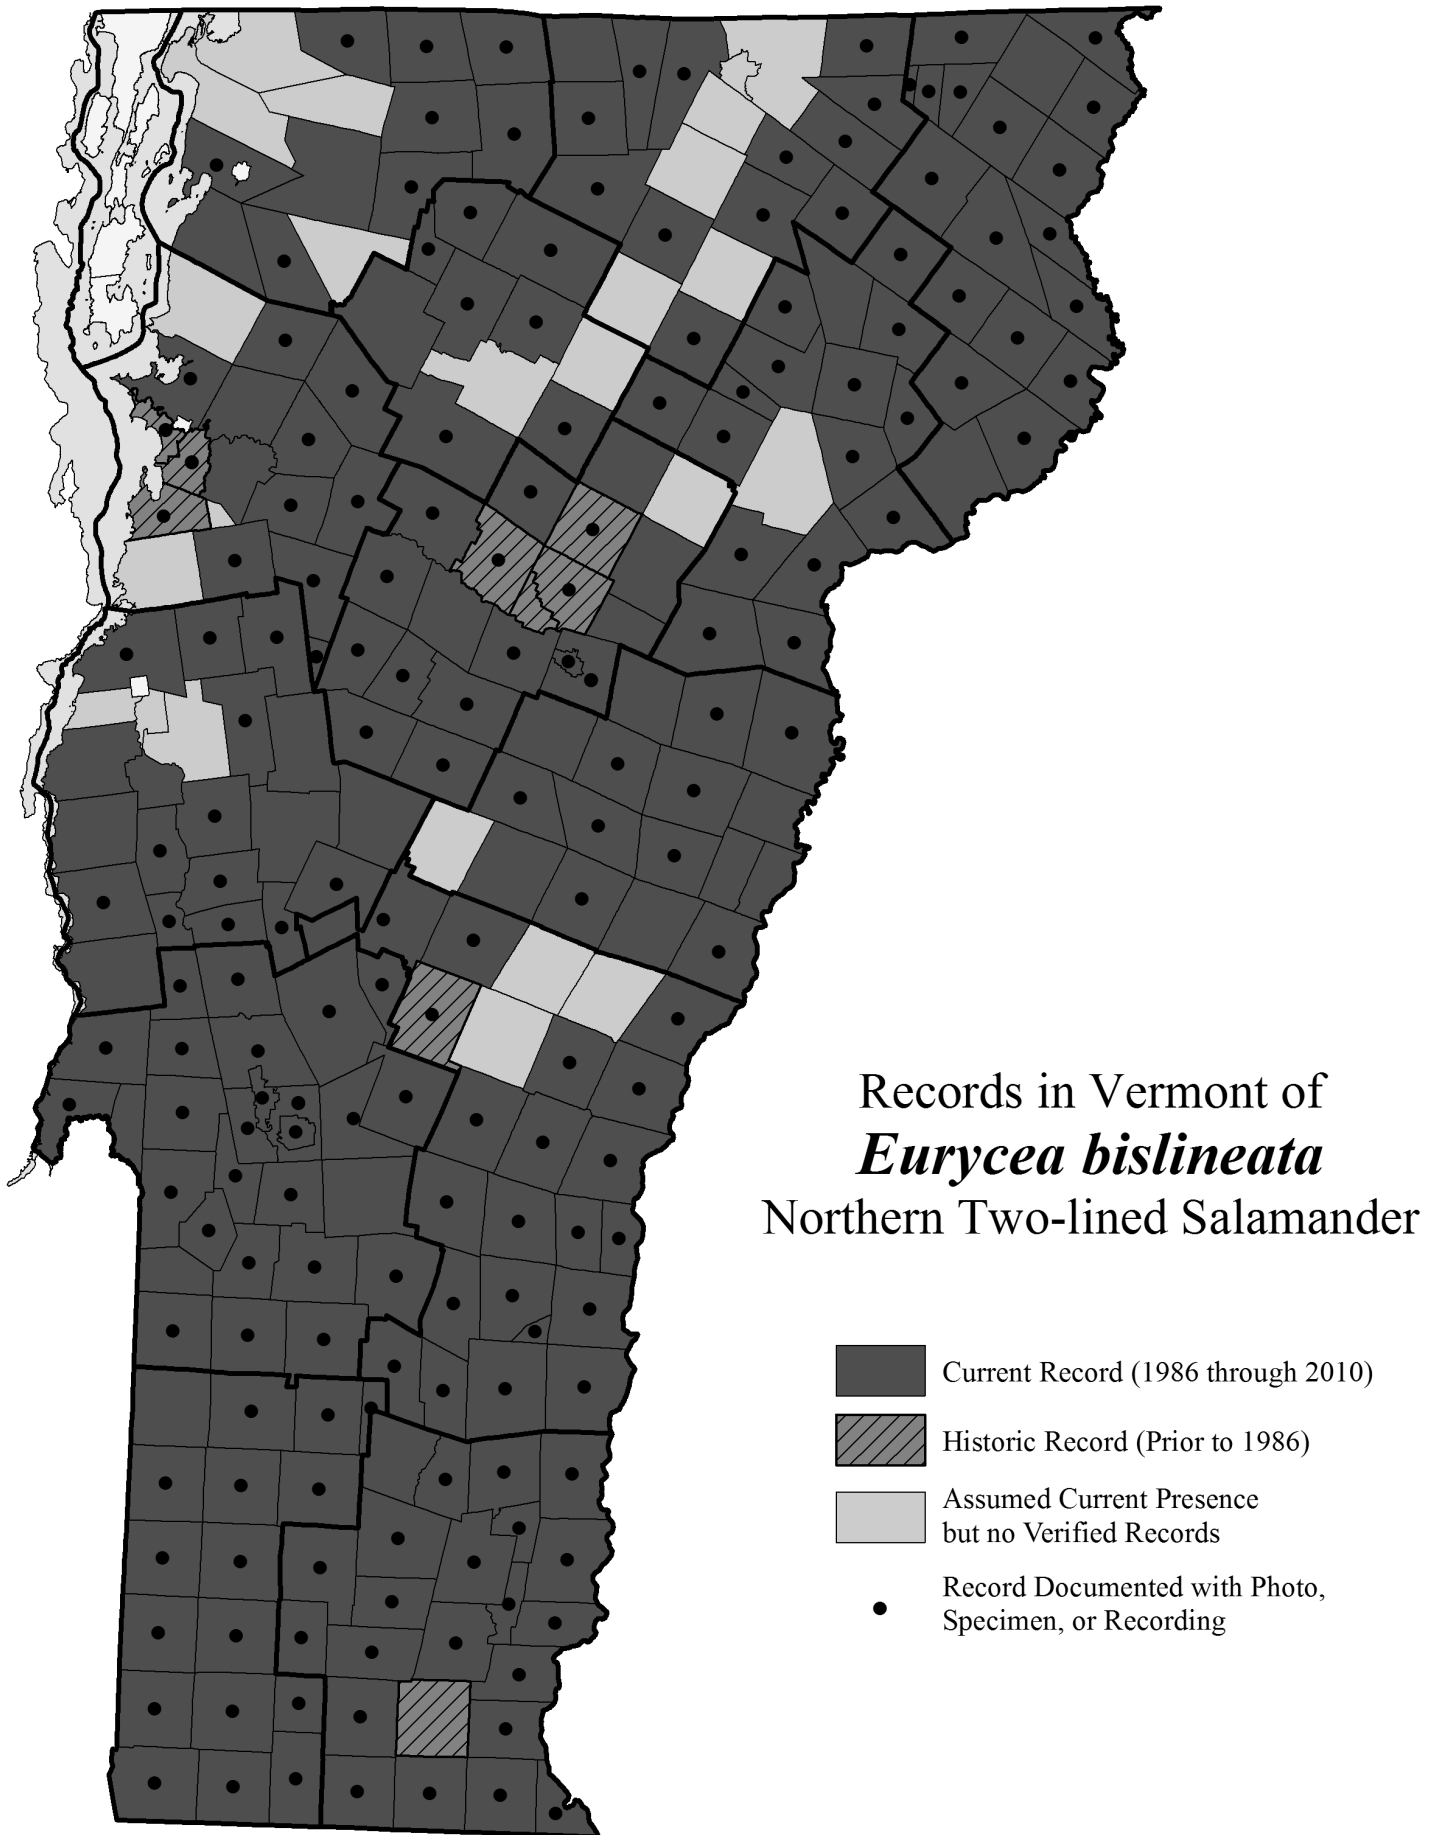 Records in Vermont of
Eurycea bislineata
Northern Two-lined Salamander
Current Record (1986 through 2010)
Historic Record (Prior to 1986)
Assumed Current Presence
but no Verified Records
Record Documented with Photo,
Specimen, or Recording